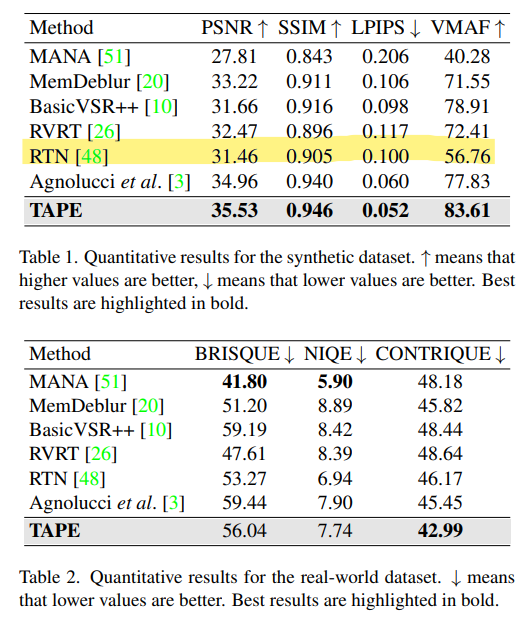 Method PSNR ↑ SSIM ↑ LPIPS ↓ VMAF ↑
MANA [51] 27.81 0.843 0.206 40.28
MemDeblur [20] 33.22 0.911 0.106 71.55
BasicVSR++ [10] 31.66 0.916 0.098 78.91
RVRT [26] 32.47 0.896 0.117 72.41
RTN [48] 31.46 0.905 0.100 56.76
Agnolucci et al. [3] 34.96 0.940 0.060 77.83
TAPE 35.53 0.946 0.052 83.61
Table 1. Quantitative results for the synthetic dataset. ↑ means that
higher values are better, ↓ means that lower values are better. Best
results are highlighted in bold.
Method BRISQUE ↓ NIQE ↓ CONTRIQUE ↓
MANA [51] 41.80 5.90 48.18
MemDeblur [20] 51.20 8.89 45.82
BasicVSR++ [10] 59.19 8.42 48.44
RVRT [26] 47.61 8.39 48.64
RTN [48] 53.27 6.94 46.17
Agnolucci et al. [3] 59.44 7.90 45.45
TAPE 56.04 7.74 42.99
Table 2. Quantitative results for the real-world dataset. ↓ means
that lower values are better. Best results are highlighted in bold.